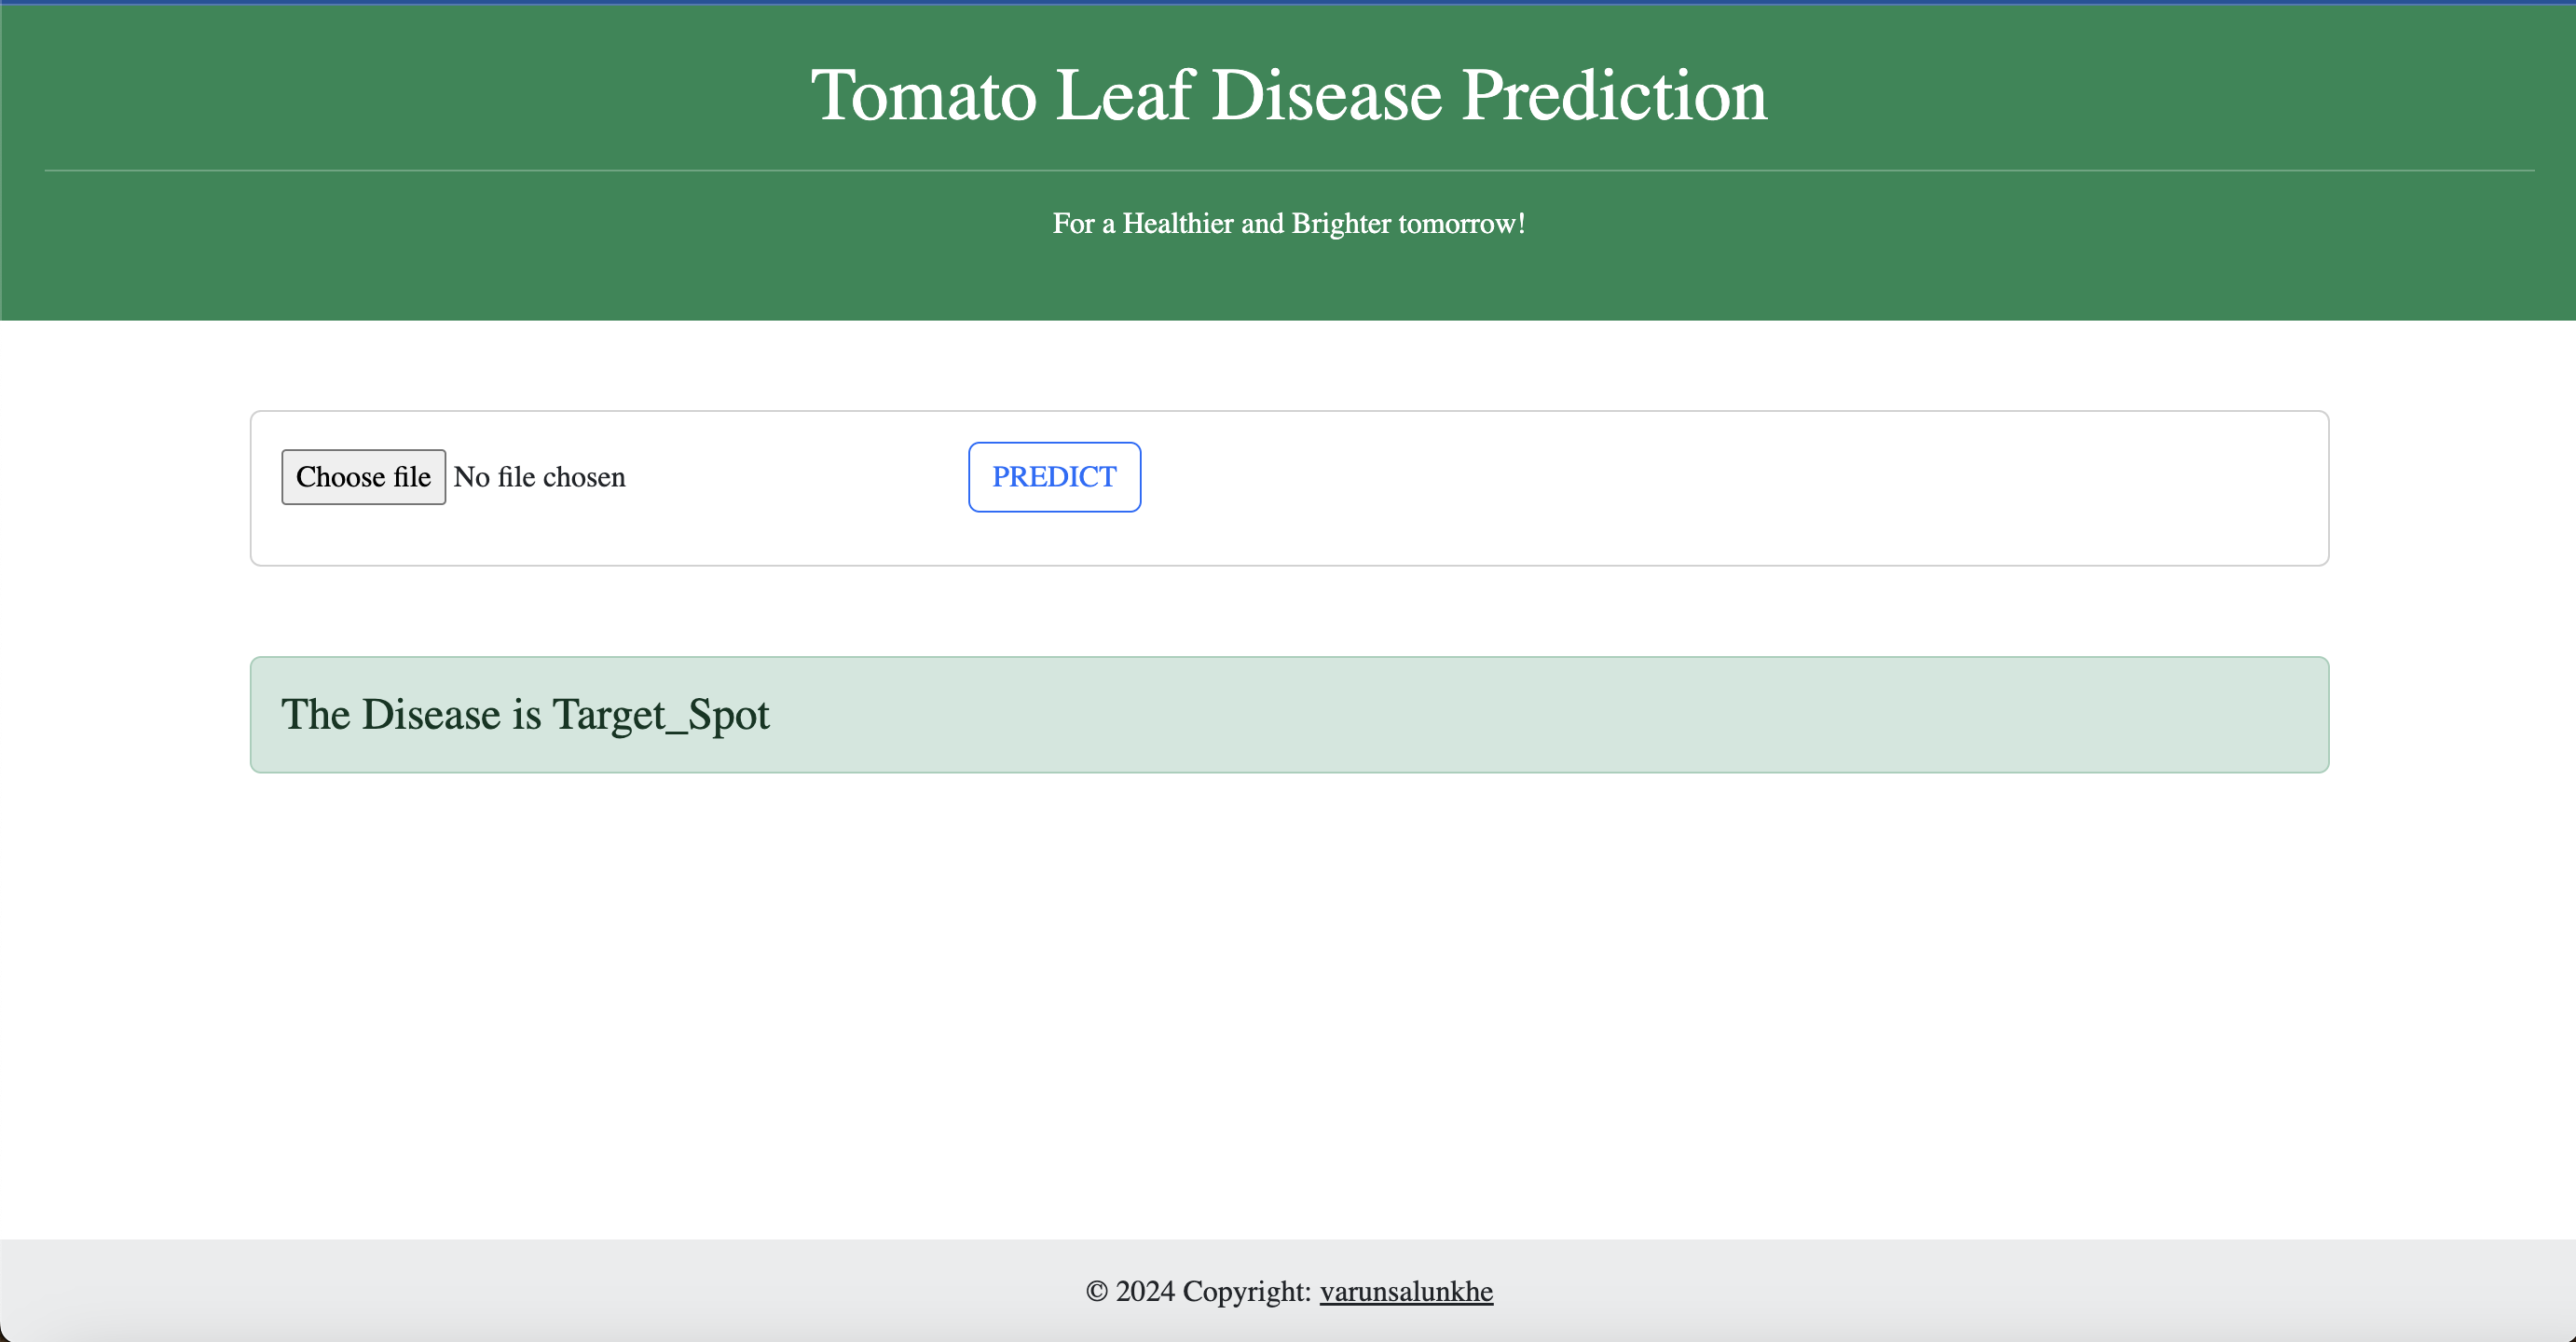 Tomato Leaf Disease Prediction
For a Healthier and Brighter tomorrow!
Choose file No file chosen PREDICT
The Disease is Target_Spot
© 2024 Copyright: varunsalunkhe